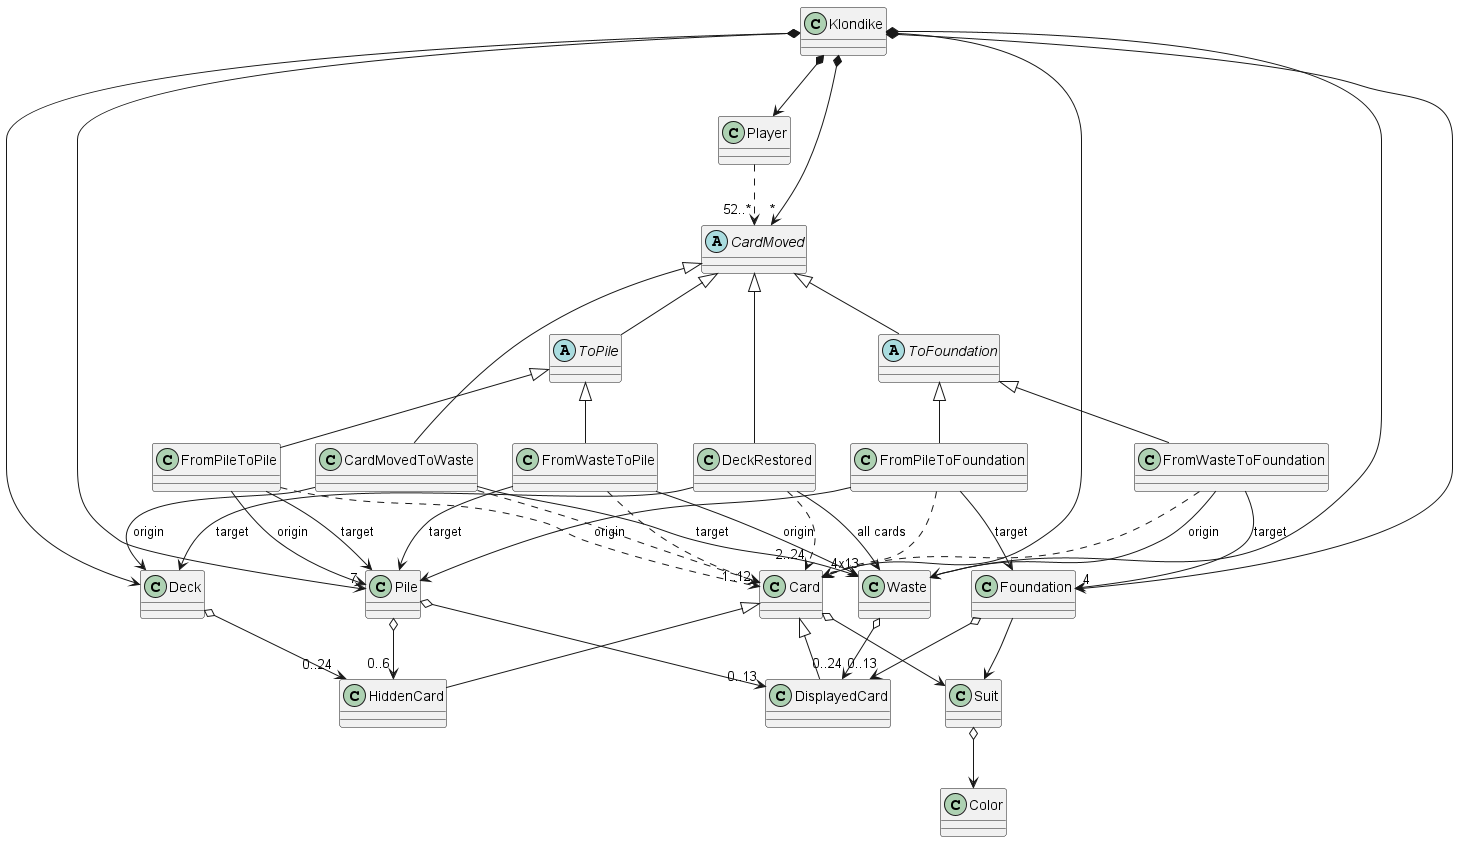 C Klondike
C Player
52..* *
A CardMoved
A ToPile
A ToFoundation
C FromPileToPile
C CardMovedToWaste
C FromWasteToPile
C DeckRestored
C FromPileToFoundation
C FromWasteToFoundation
origin target origin target target origin target origin all cards target origin target
2..24 4x13
7 1..12 4
C Deck
C Pile
C Card
C Waste
C Foundation
0..24 0..6 0..13 0..24 0..13
C HiddenCard
C DisplayedCard
C Suit
C Color